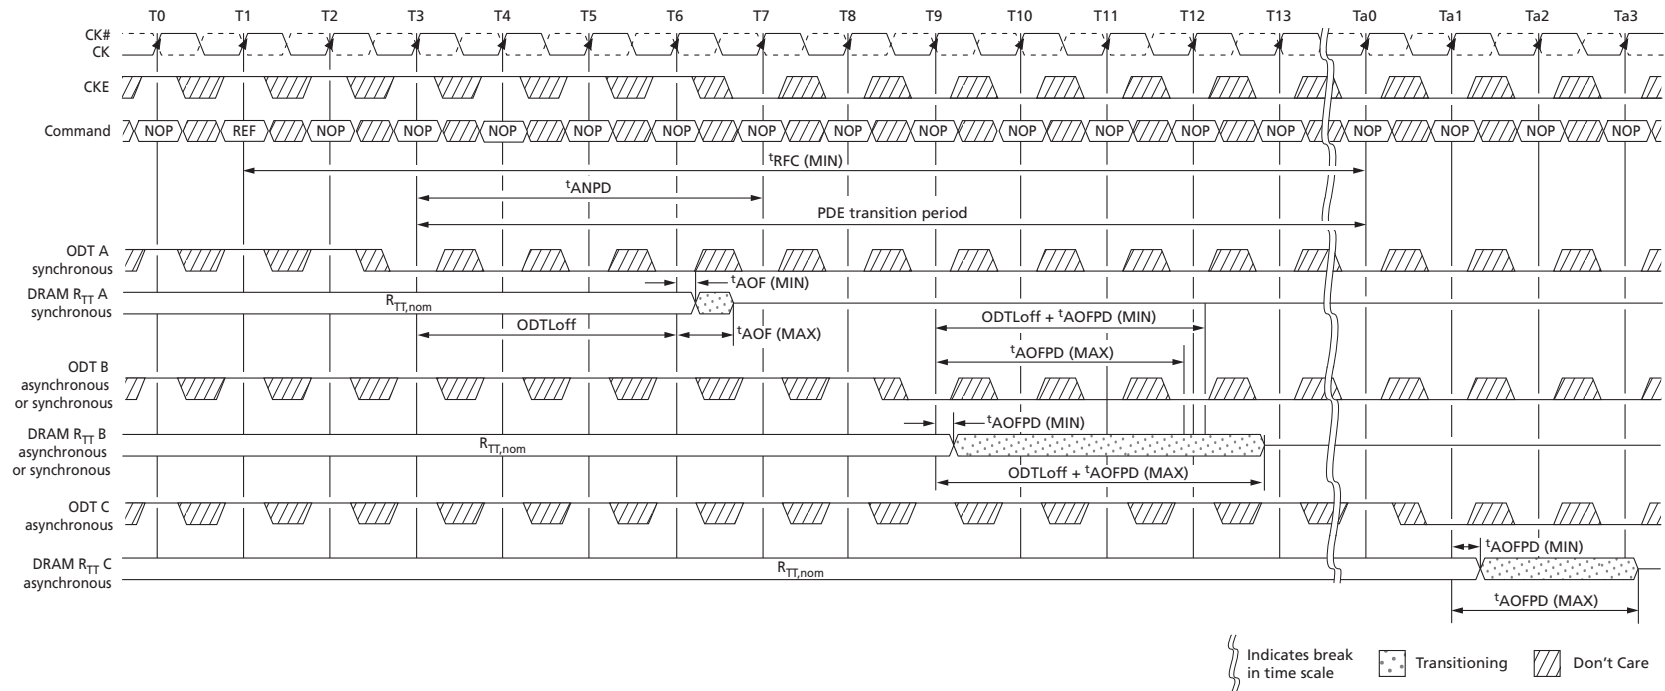 T0 T1 T2 T3 T4 T5 T6 T7 T8 T9 T10 T11 T12 T13 Ta0 Ta1 Ta2 Ta3
CK#
CK
CKE
Command NOP REF NOP NOP NOP NOP NOP NOP NOP NOP NOP NOP NOP NOP NOP NOP NOP NOP
tRFC (MIN)
tANPD
PDE transition period
ODT A
synchronous
tAOF (MIN)
DRAM RTT A
synchronous
RTT,nom
ODTLoff + tAOFPD (MIN)
ODTLoff
tAOF (MAX)
tAOFPD (MAX)
ODT B
asynchronous
or synchronous
tAOFPD (MIN)
DRAM RTT B
asynchronous
or synchronous
RTT,nom
ODTLoff + tAOFPD (MAX)
ODT C
asynchronous
tAOFPD (MIN)
DRAM RTT C
asynchronous
RTT,nom
tAOFPD (MAX)
Indicates break
in time scale
Transitioning
Don't Care